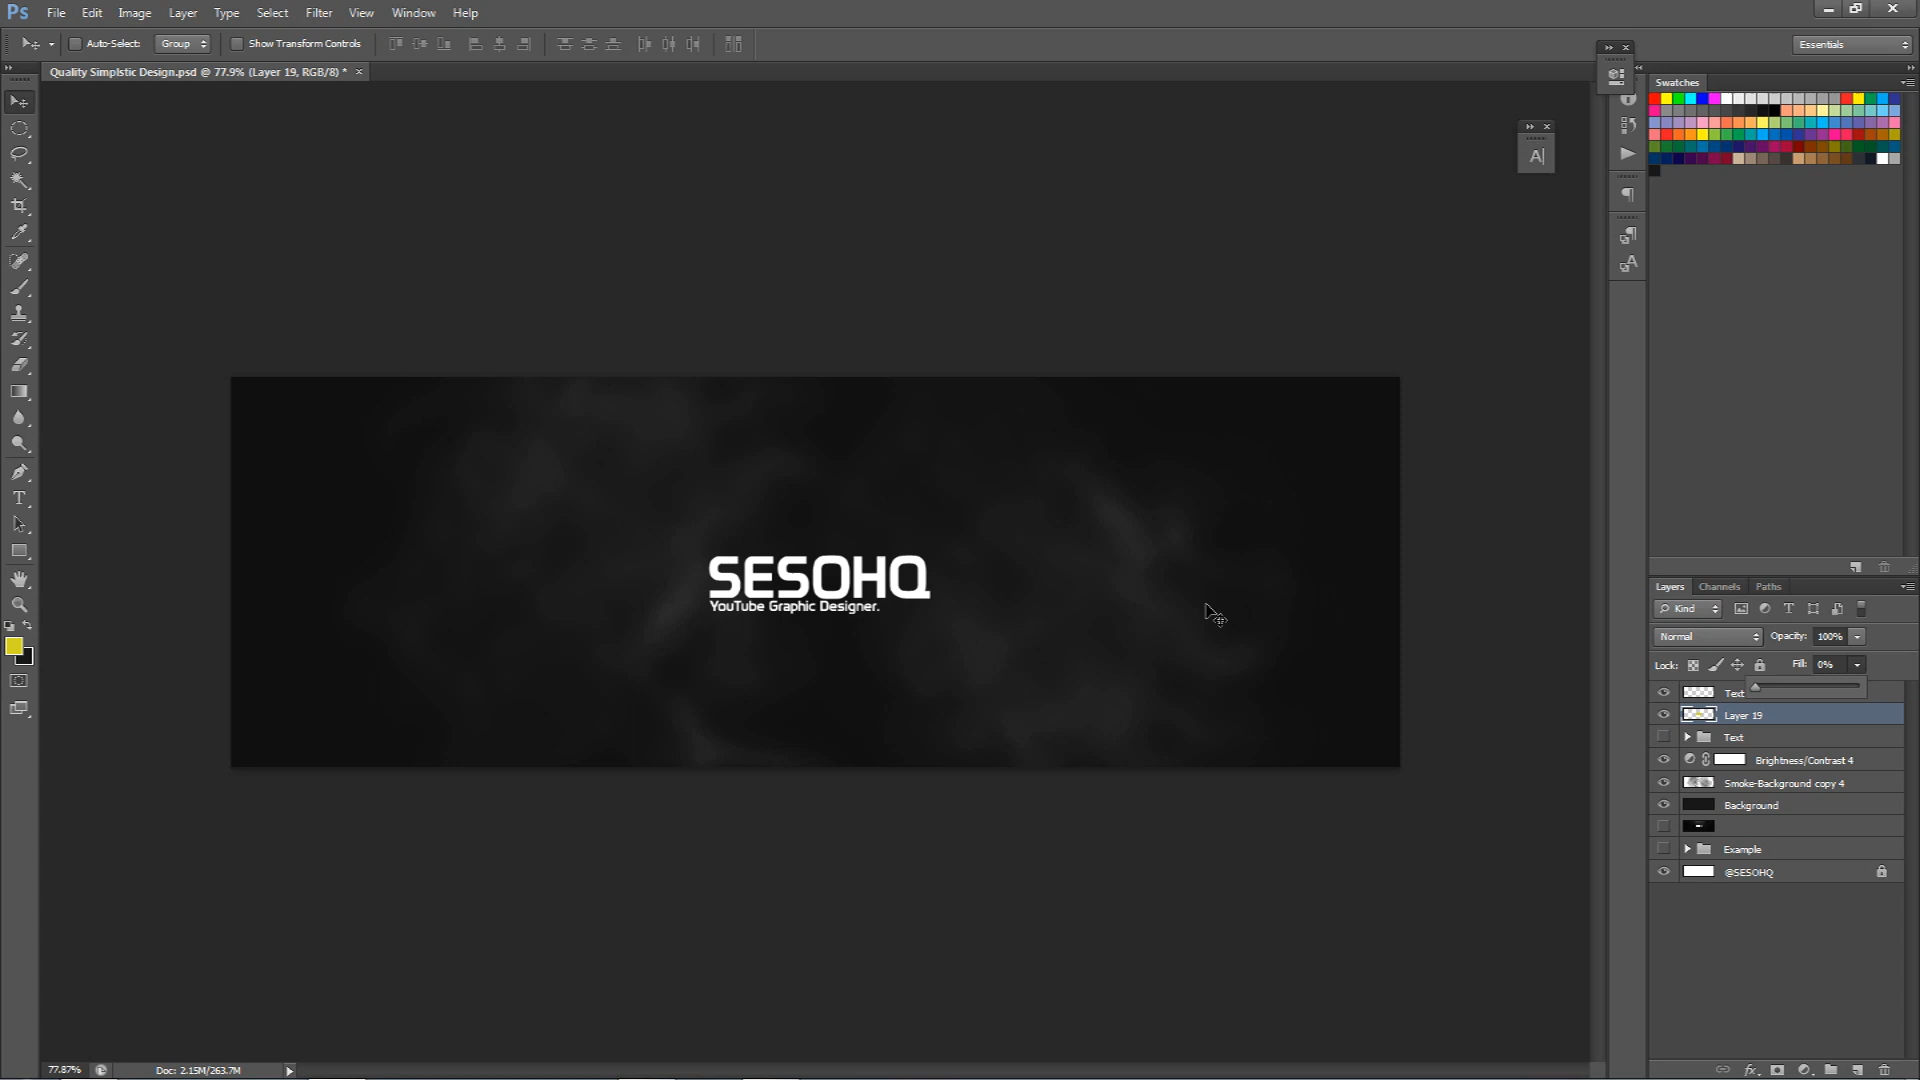 Ps File Edit Image Layer Type Select Filter View Window Help
Auto-Select: Group Show Transform Controls Essentials
Quality Simplstic Design.psd @ 77.9% (Layer 19, RGB/8) * ×
Swatches
A|
SESOHQ
YouTube Graphic Designer.
Layers Channels Paths
Kind
Normal Opacity: 100%
Lock: Fill: 0%
Text
Layer 19
Text
Brightness/Contrast 4
Smoke-Background copy 4
Background
Example
@SESOHQ
77.87% Doc: 2.15M/263.7M
fx